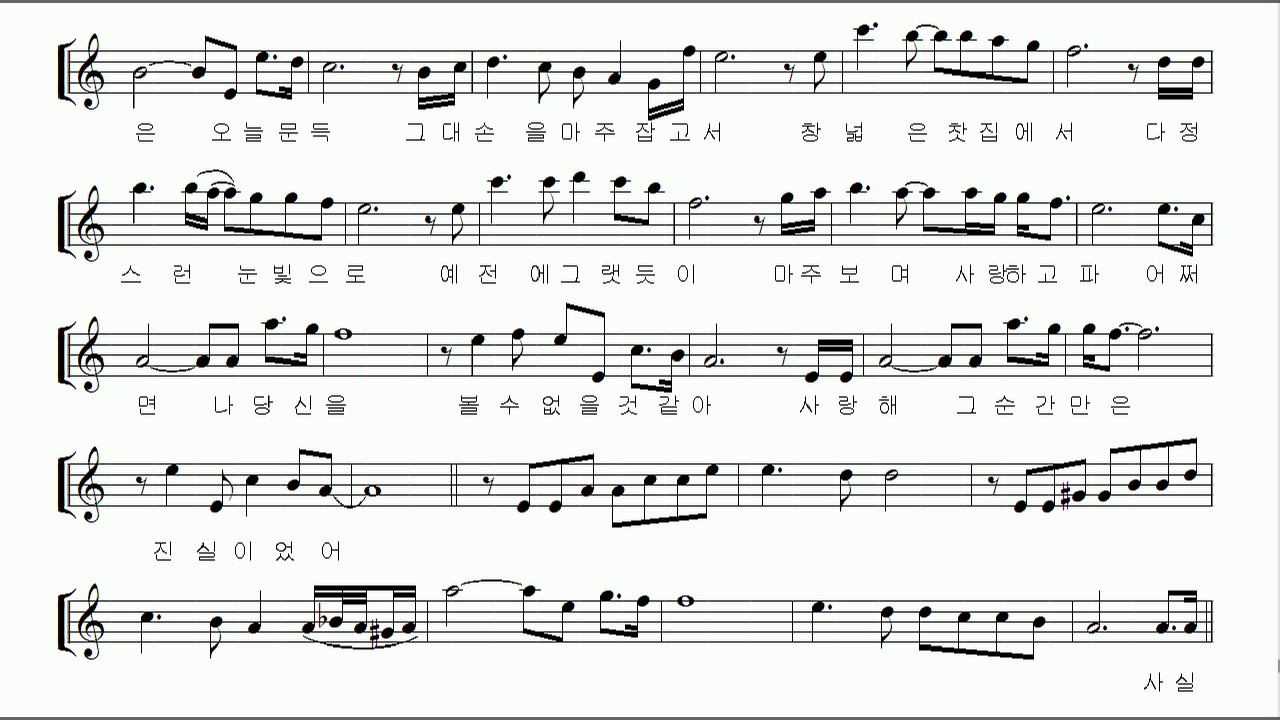 은 오늘문득 그대손 을마주 잡고서 창넓 은찻집에서 다정
스런 눈빛으로 예전 에그랫듯이 마주보며 사랑하고파 어쩌
면 나당신을 볼수없을것 같아 사랑해 그순간만은
진실이었어
사실